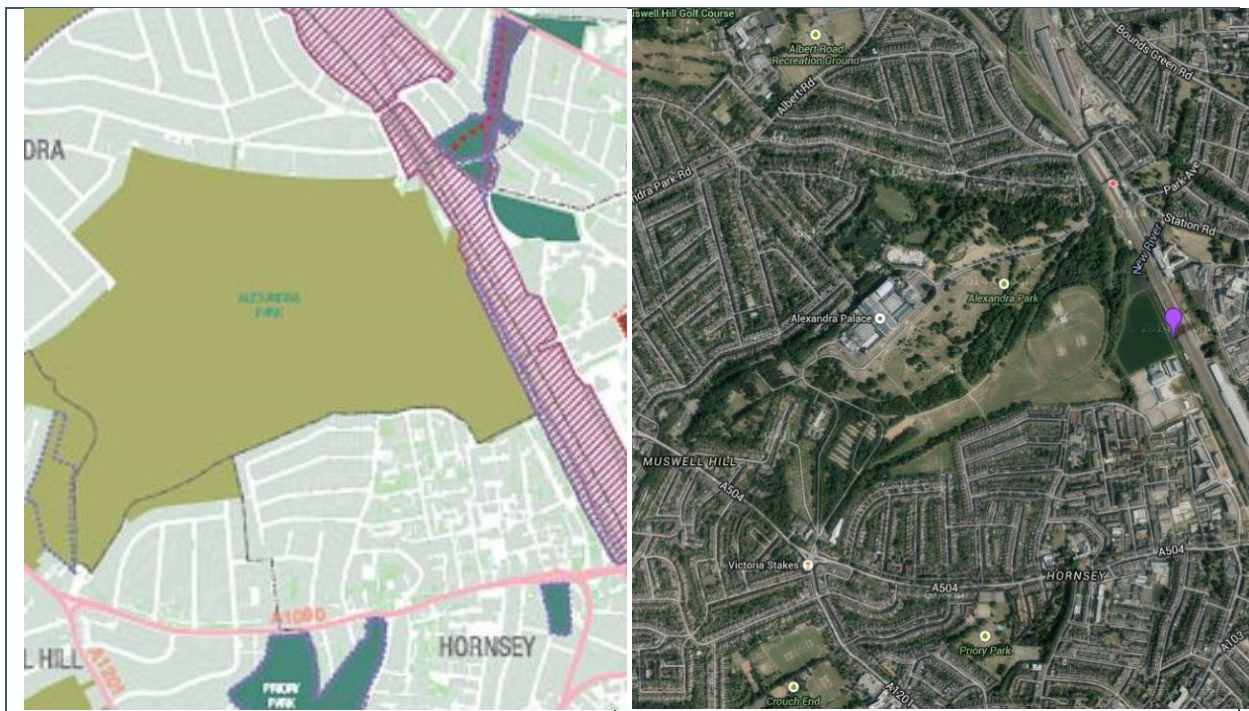 DRA
ALEXANDRA
PARK
A1080
HORNSEY
L HILL
A1201
PRIORY
PARK
uswell Hill Golf Course
Albert Road
Recreation Ground
Bounds Green Rd
Albert Rd
andra Park Rd
Park Ave
Station Rd
New River
Alexandra Park
Alexandra Palace
MUSWELL HILL
A504
Victoria Stakes
A504
HORNSEY
A504
A103
Priory Park
Crouch End
A1201